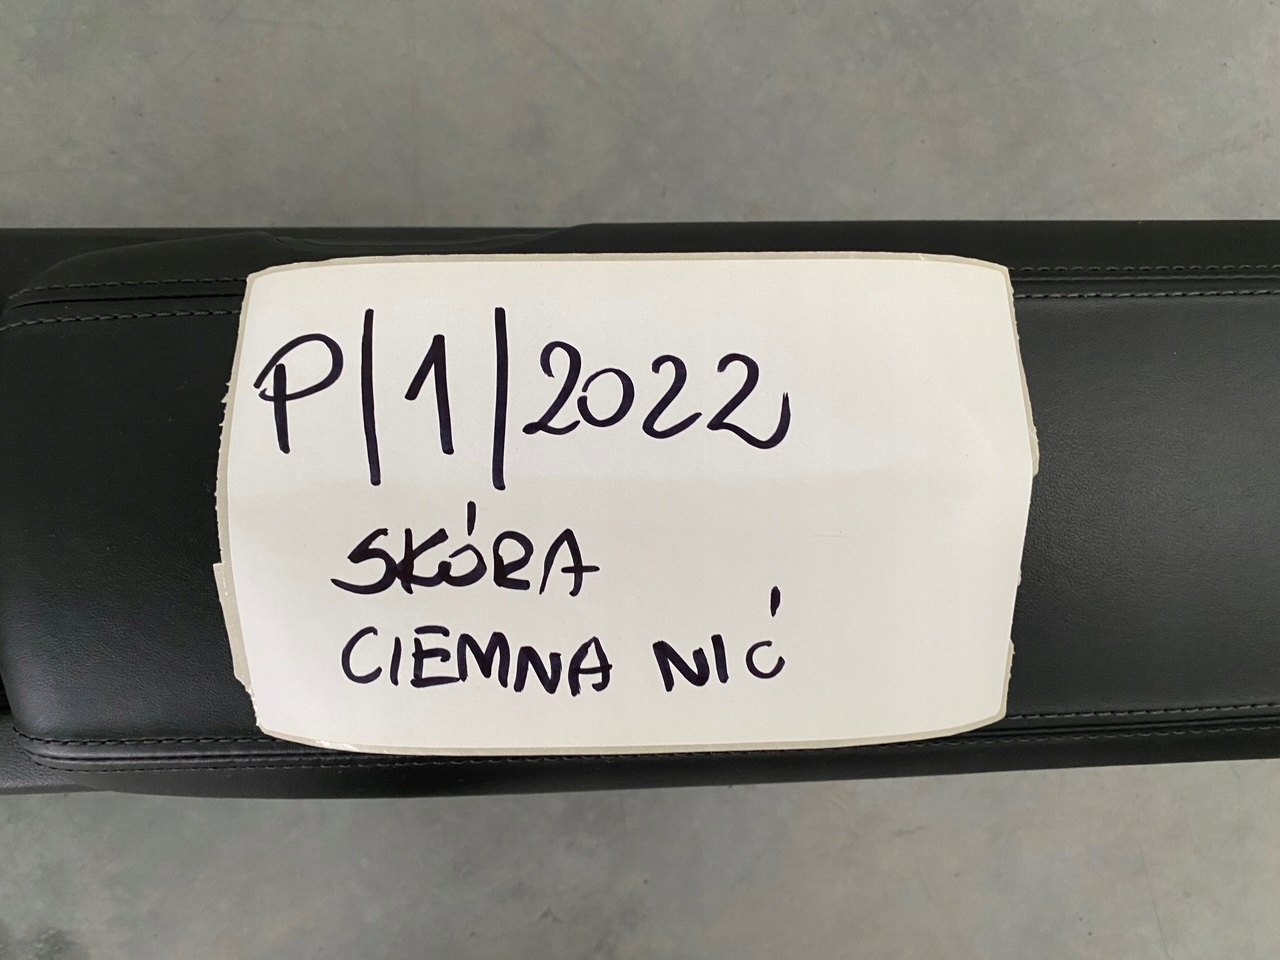 P/1/2022
SKÓRA
CIEMNA NIĆ